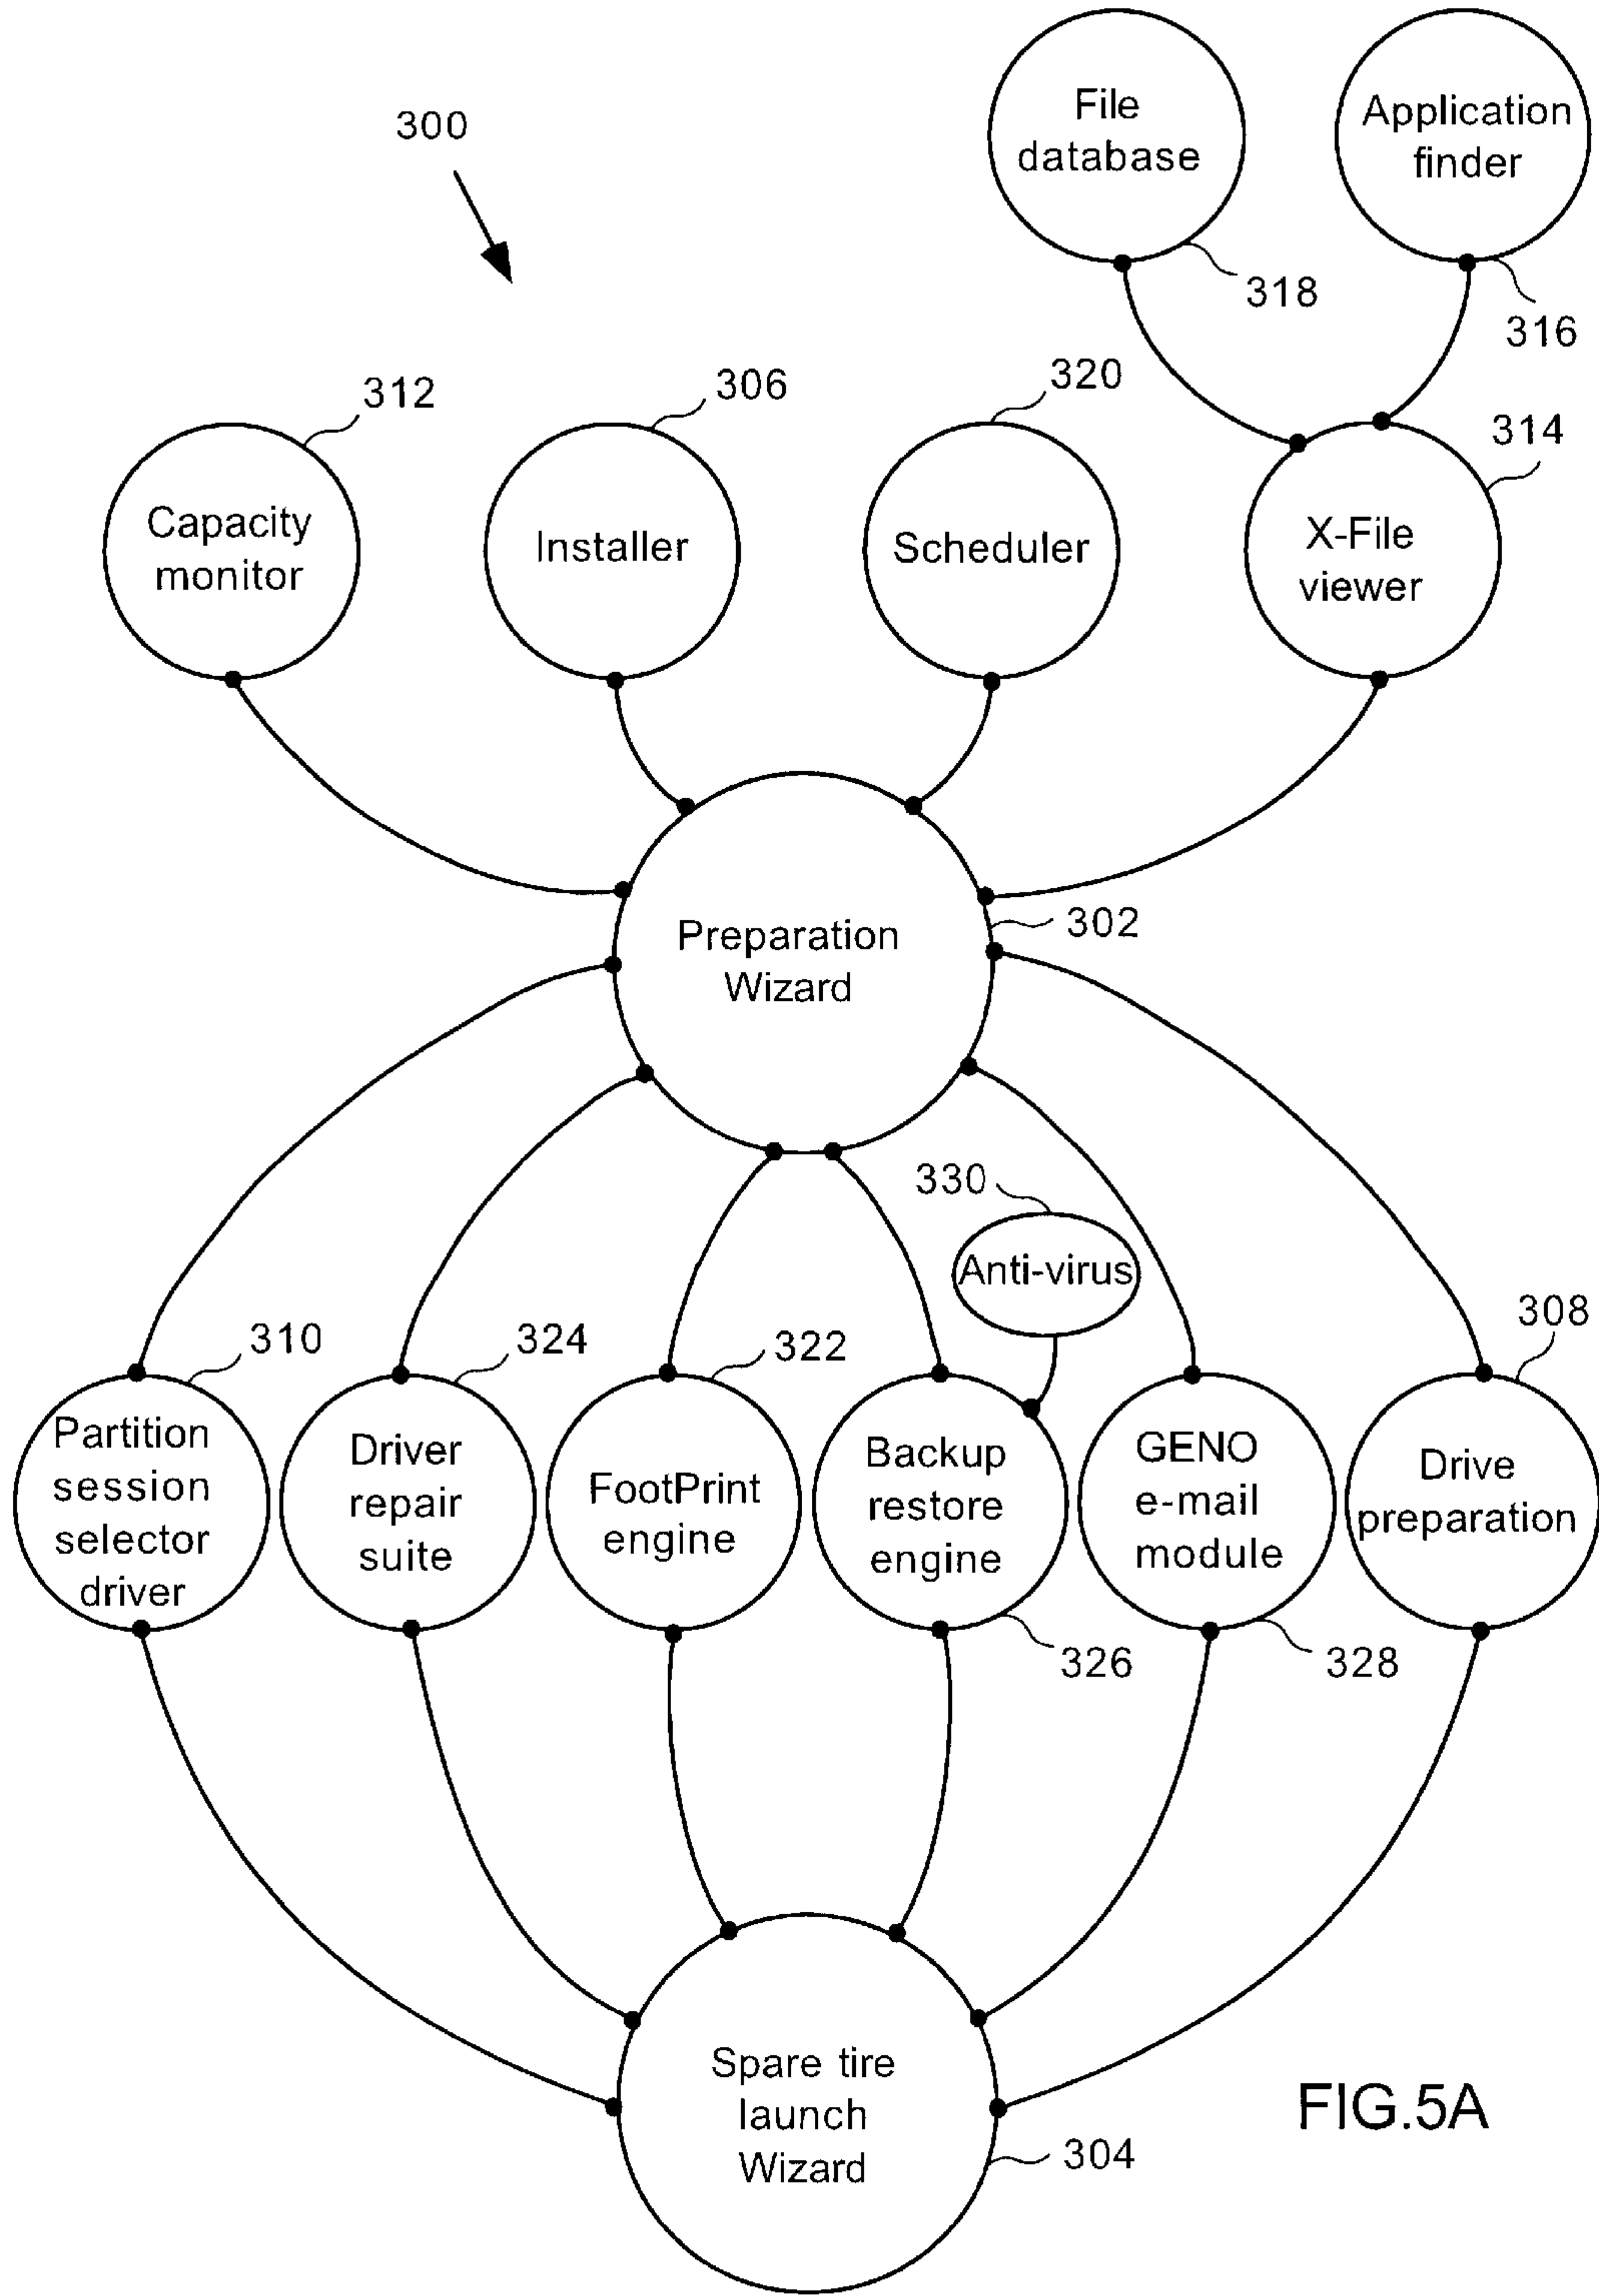 300
File
database
Application
finder
318
316
312
306
320
314
Capacity
monitor
Installer
Scheduler
X-File
viewer
Preparation
Wizard
302
330
Anti-virus
310
324
322
308
Partition
session
selector
driver
Driver
repair
suite
FootPrint
engine
Backup
restore
engine
GENO
e-mail
module
Drive
preparation
326
328
Spare tire
launch
Wizard
304
FIG.5A